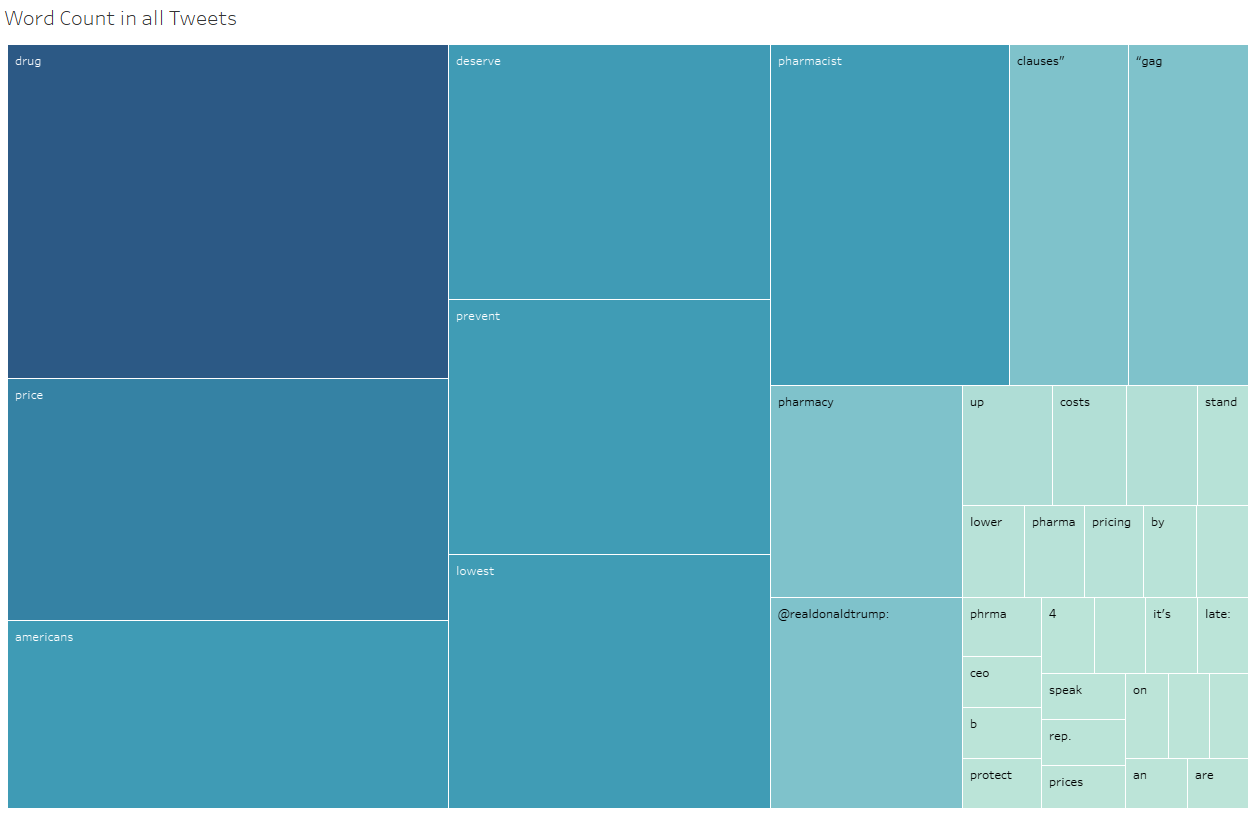 Word Count in all Tweets
drug
price
americans
deserve
prevent
lowest
pharmacist
clauses”
“gag
pharmacy
@realdonaldtrump:
up
costs
stand
lower
pharma
pricing
by
phrma
ceo
b
protect
4
it’s
late:
speak
rep.
prices
on
an
are